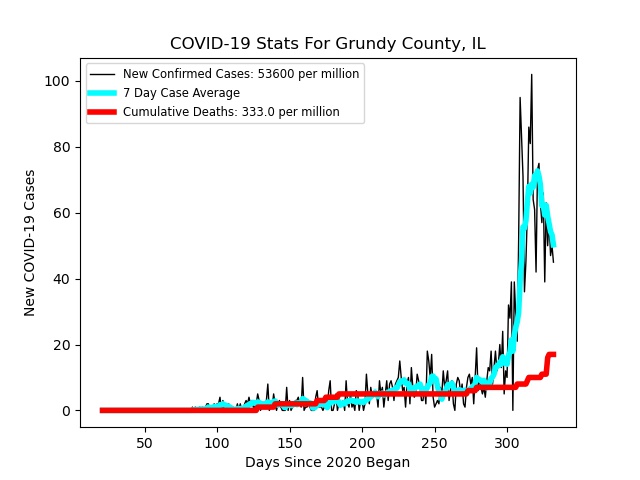 COVID-19 Stats For Grundy County, IL
New Confirmed Cases: 53600 per million
7 Day Case Average
Cumulative Deaths: 333.0 per million
New COVID-19 Cases
100
80
60
40
20
0
50 100 150 200 250 300
Days Since 2020 Began